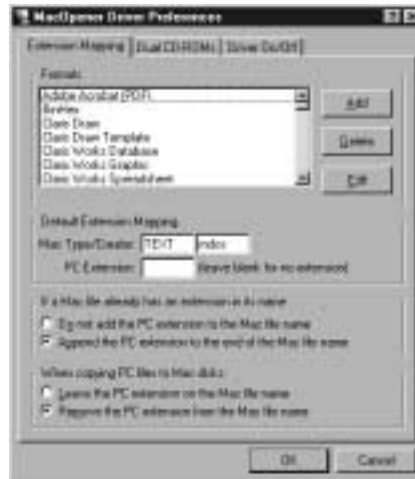 MacOpener Driver Preferences
Extension Mapping
Dual CD-ROMs
Driver On/Off
Formats
Adobe Acrobat (PDF)
BinHex
Claris Draw
Claris Draw Template
Claris Works Database
Claris Works Graphic
Claris Works Spreadsheet
Add
Delete
Edit
Default Extension Mapping
Mac Type/Creator: TEXT mdos
PC Extension: (leave blank for no extension)
If a Mac file already has an extension in its name
Do not add the PC extension to the Mac file name
Append the PC extension to the end of the Mac file name
When copying PC files to Mac disks:
Leave the PC extension on the Mac file name
Remove the PC extension from the Mac file name
OK
Cancel